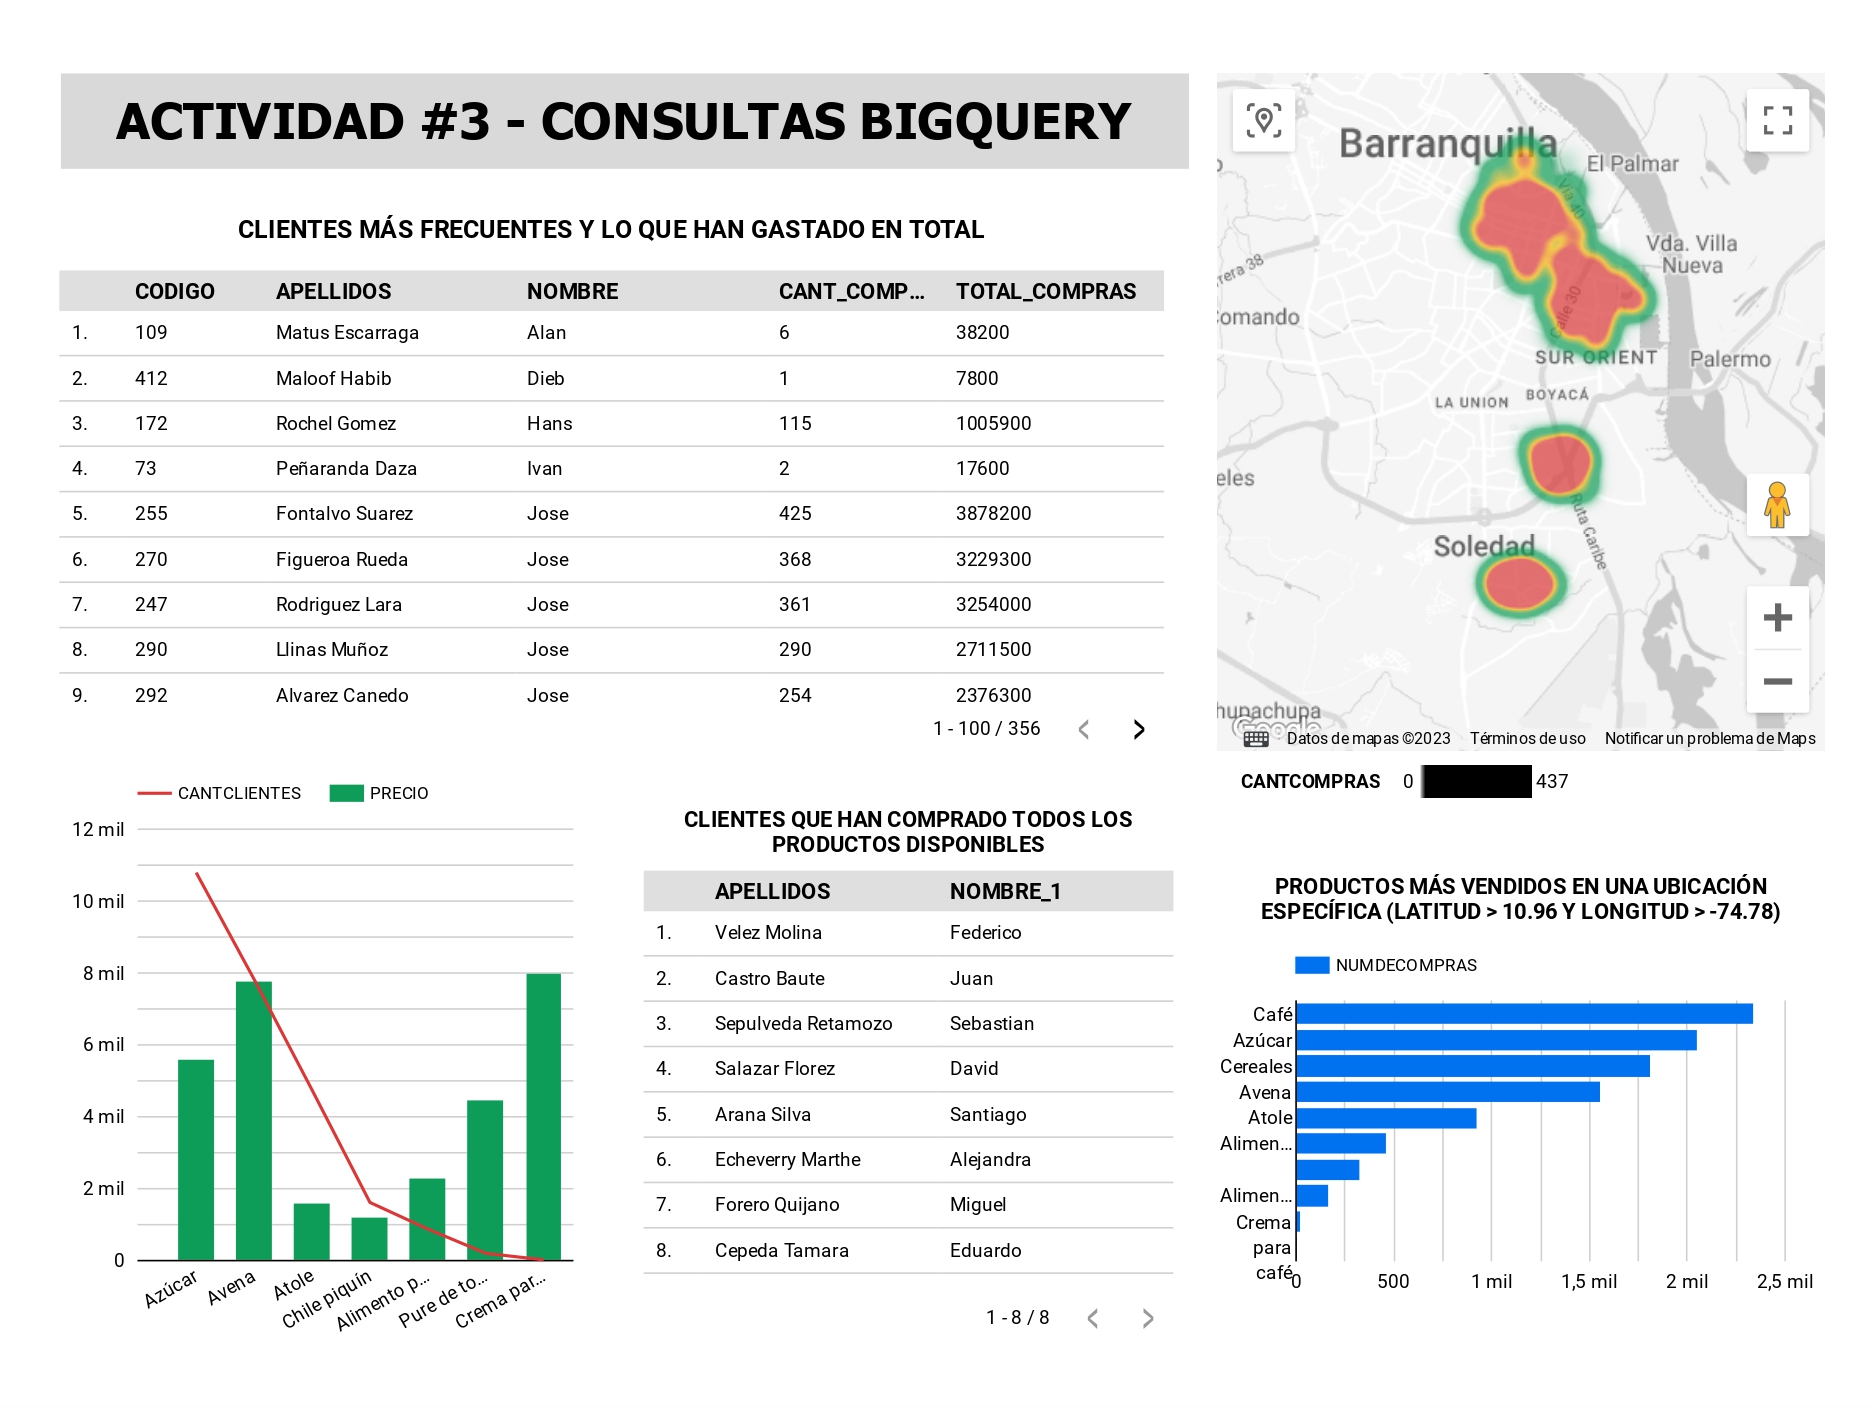 ACTIVIDAD #3 - CONSULTAS BIGQUERY
CLIENTES MÁS FRECUENTES Y LO QUE HAN GASTADO EN TOTAL
CODIGO APELLIDOS NOMBRE CANT_COMP... TOTAL_COMPRAS
1. 109 Matus Escarraga Alan 6 38200
2. 412 Maloof Habib Dieb 1 7800
3. 172 Rochel Gomez Hans 115 1005900
4. 73 Peñaranda Daza Ivan 2 17600
5. 255 Fontalvo Suarez Jose 425 3878200
6. 270 Figueroa Rueda Jose 368 3229300
7. 247 Rodriguez Lara Jose 361 3254000
8. 290 Llinas Muñoz Jose 290 2711500
9. 292 Alvarez Canedo Jose 254 2376300
1 - 100 / 356
Barranquilla
El Palmar
Vía 40
Vda. Villa
Nueva
rrera 38
omando
Calle 30
SUR ORIENT
Palermo
LA UNION
BOYACÁ
eles
Ruta Caribe
Soledad
hupachupa
Google
Datos de mapas ©2023 Términos de uso Notificar un problema de Maps
CANTCOMPRAS 0 437
CANTCLIENTES PRECIO
12 mil
10 mil
8 mil
6 mil
4 mil
2 mil
0
Azúcar Avena Atole Chile piquín Alimento p... Pure de to... Crema par...
CLIENTES QUE HAN COMPRADO TODOS LOS
PRODUCTOS DISPONIBLES
APELLIDOS NOMBRE_1
1. Velez Molina Federico
2. Castro Baute Juan
3. Sepulveda Retamozo Sebastian
4. Salazar Florez David
5. Arana Silva Santiago
6. Echeverry Marthe Alejandra
7. Forero Quijano Miguel
8. Cepeda Tamara Eduardo
1 - 8 / 8
PRODUCTOS MÁS VENDIDOS EN UNA UBICACIÓN
ESPECÍFICA (LATITUD > 10.96 Y LONGITUD > -74.78)
NUMDECOMPRAS
Café
Azúcar
Cereales
Avena
Atole
Alimen...
Alimen...
Crema
para
café
0 500 1 mil 1,5 mil 2 mil 2,5 mil